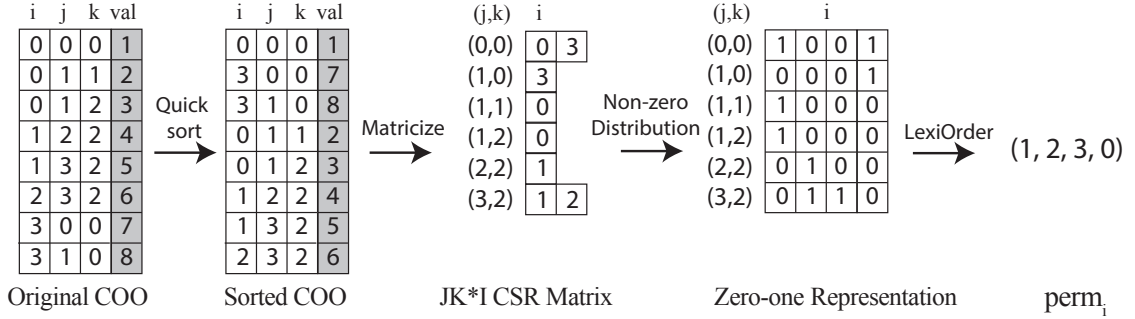 i j k val (j,k) i (j,k) i
0 0 0 1 0 0 0 1 (0,0) 0 3 (0,0) 1 0 0 1
0 1 1 2 3 0 0 7 (1,0) 3 (1,0) 0 0 0 1
0 1 2 3 Quick sort 3 1 0 8 (1,1) 0 (1,1) 1 0 0 0
1 2 2 4 0 1 1 2 Matricize (1,2) 0 Non-zero Distribution (1,2) 1 0 0 0 LexiOrder (1, 2, 3, 0)
1 3 2 5 0 1 2 3 (2,2) 1 (2,2) 0 1 0 0
2 3 2 6 1 2 2 4 (3,2) 1 2 (3,2) 0 1 1 0
3 0 0 7 1 3 2 5
3 1 0 8 2 3 2 6
Original COO Sorted COO JK*I CSR Matrix Zero-one Representation perm_i